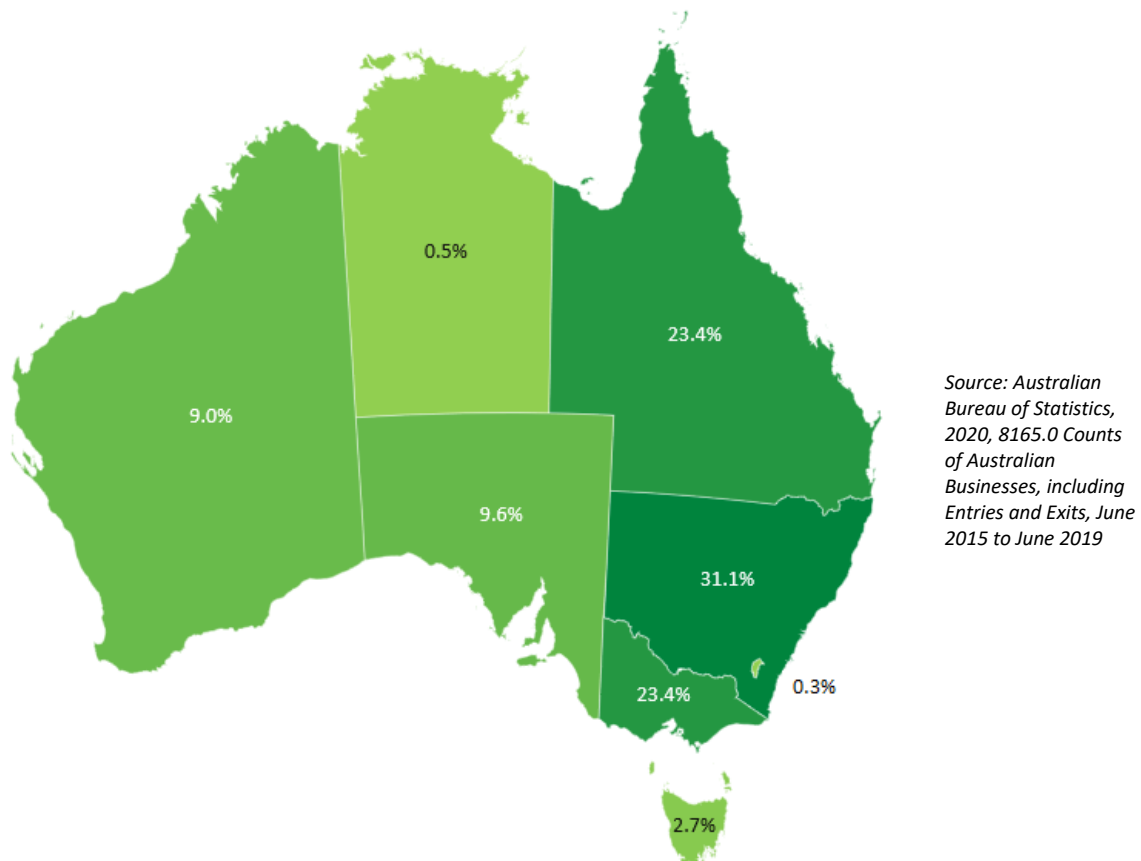 0.5%
23.4%
9.0%
9.6%
31.1%
23.4%
0.3%
2.7%
Source: Australian
Bureau of Statistics,
2020, 8165.0 Counts
of Australian
Businesses, including
Entries and Exits, June
2015 to June 2019